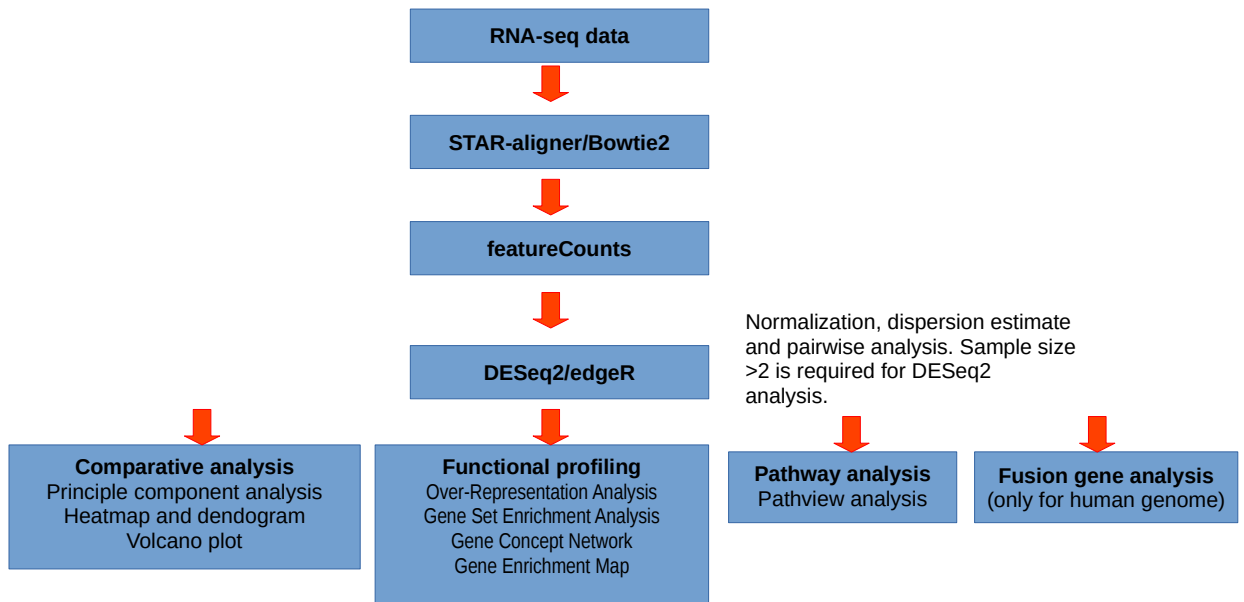 RNA-seq data
STAR-aligner/Bowtie2
featureCounts
DESeq2/edgeR
Normalization, dispersion estimate
and pairwise analysis. Sample size
>2 is required for DESeq2
analysis.
Comparative analysis
Principle component analysis
Heatmap and dendogram
Volcano plot
Functional profiling
Over-Representation Analysis
Gene Set Enrichment Analysis
Gene Concept Network
Gene Enrichment Map
Pathway analysis
Pathview analysis
Fusion gene analysis
(only for human genome)